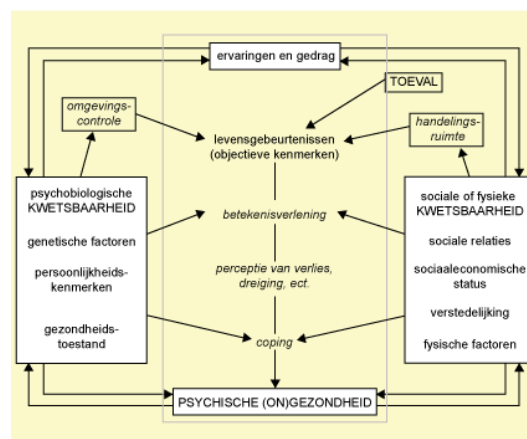 ervaringen en gedrag
TOEVAL
omgevings-
controle
handelings-
ruimte
levensgebeurtenissen
(objectieve kenmerken)
psychobiologische
KWETSBAARHEID
genetische factoren
persoonlijkheids-
kenmerken
gezondheids-
toestand
betekenisverlening
perceptie van verlies,
dreiging, ect.
coping
sociale of fysieke
KWETSBAARHEID
sociale relaties
sociaaleconomische
status
verstedelijking
fysische factoren
PSYCHISCHE (ON)GEZONDHEID